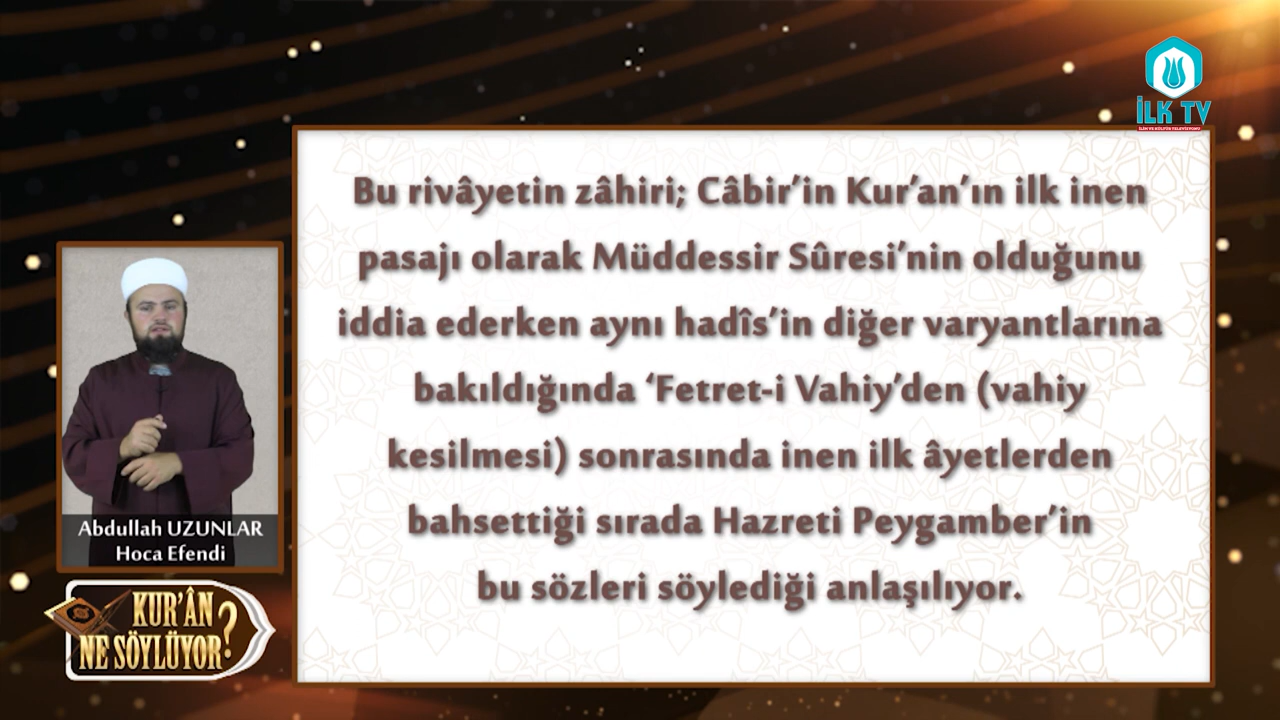 İLK TV
Bu rivâyetin zâhiri; Câbir’in Kur’an’ın ilk inen
pasajı olarak Müddessir Sûresi’nin olduğunu
iddia ederken aynı hadîs’in diğer varyantlarına
bakıldığında ‘Fetret-i Vahiy’den (vahiy
kesilmesi) sonrasında inen ilk âyetlerden
bahsettiği sırada Hazreti Peygamber’in
bu sözleri söylediği anlaşılıyor.
Abdullah UZUNLAR
Hoca Efendi
KUR’ÂN
NE SÖYLÜYOR?